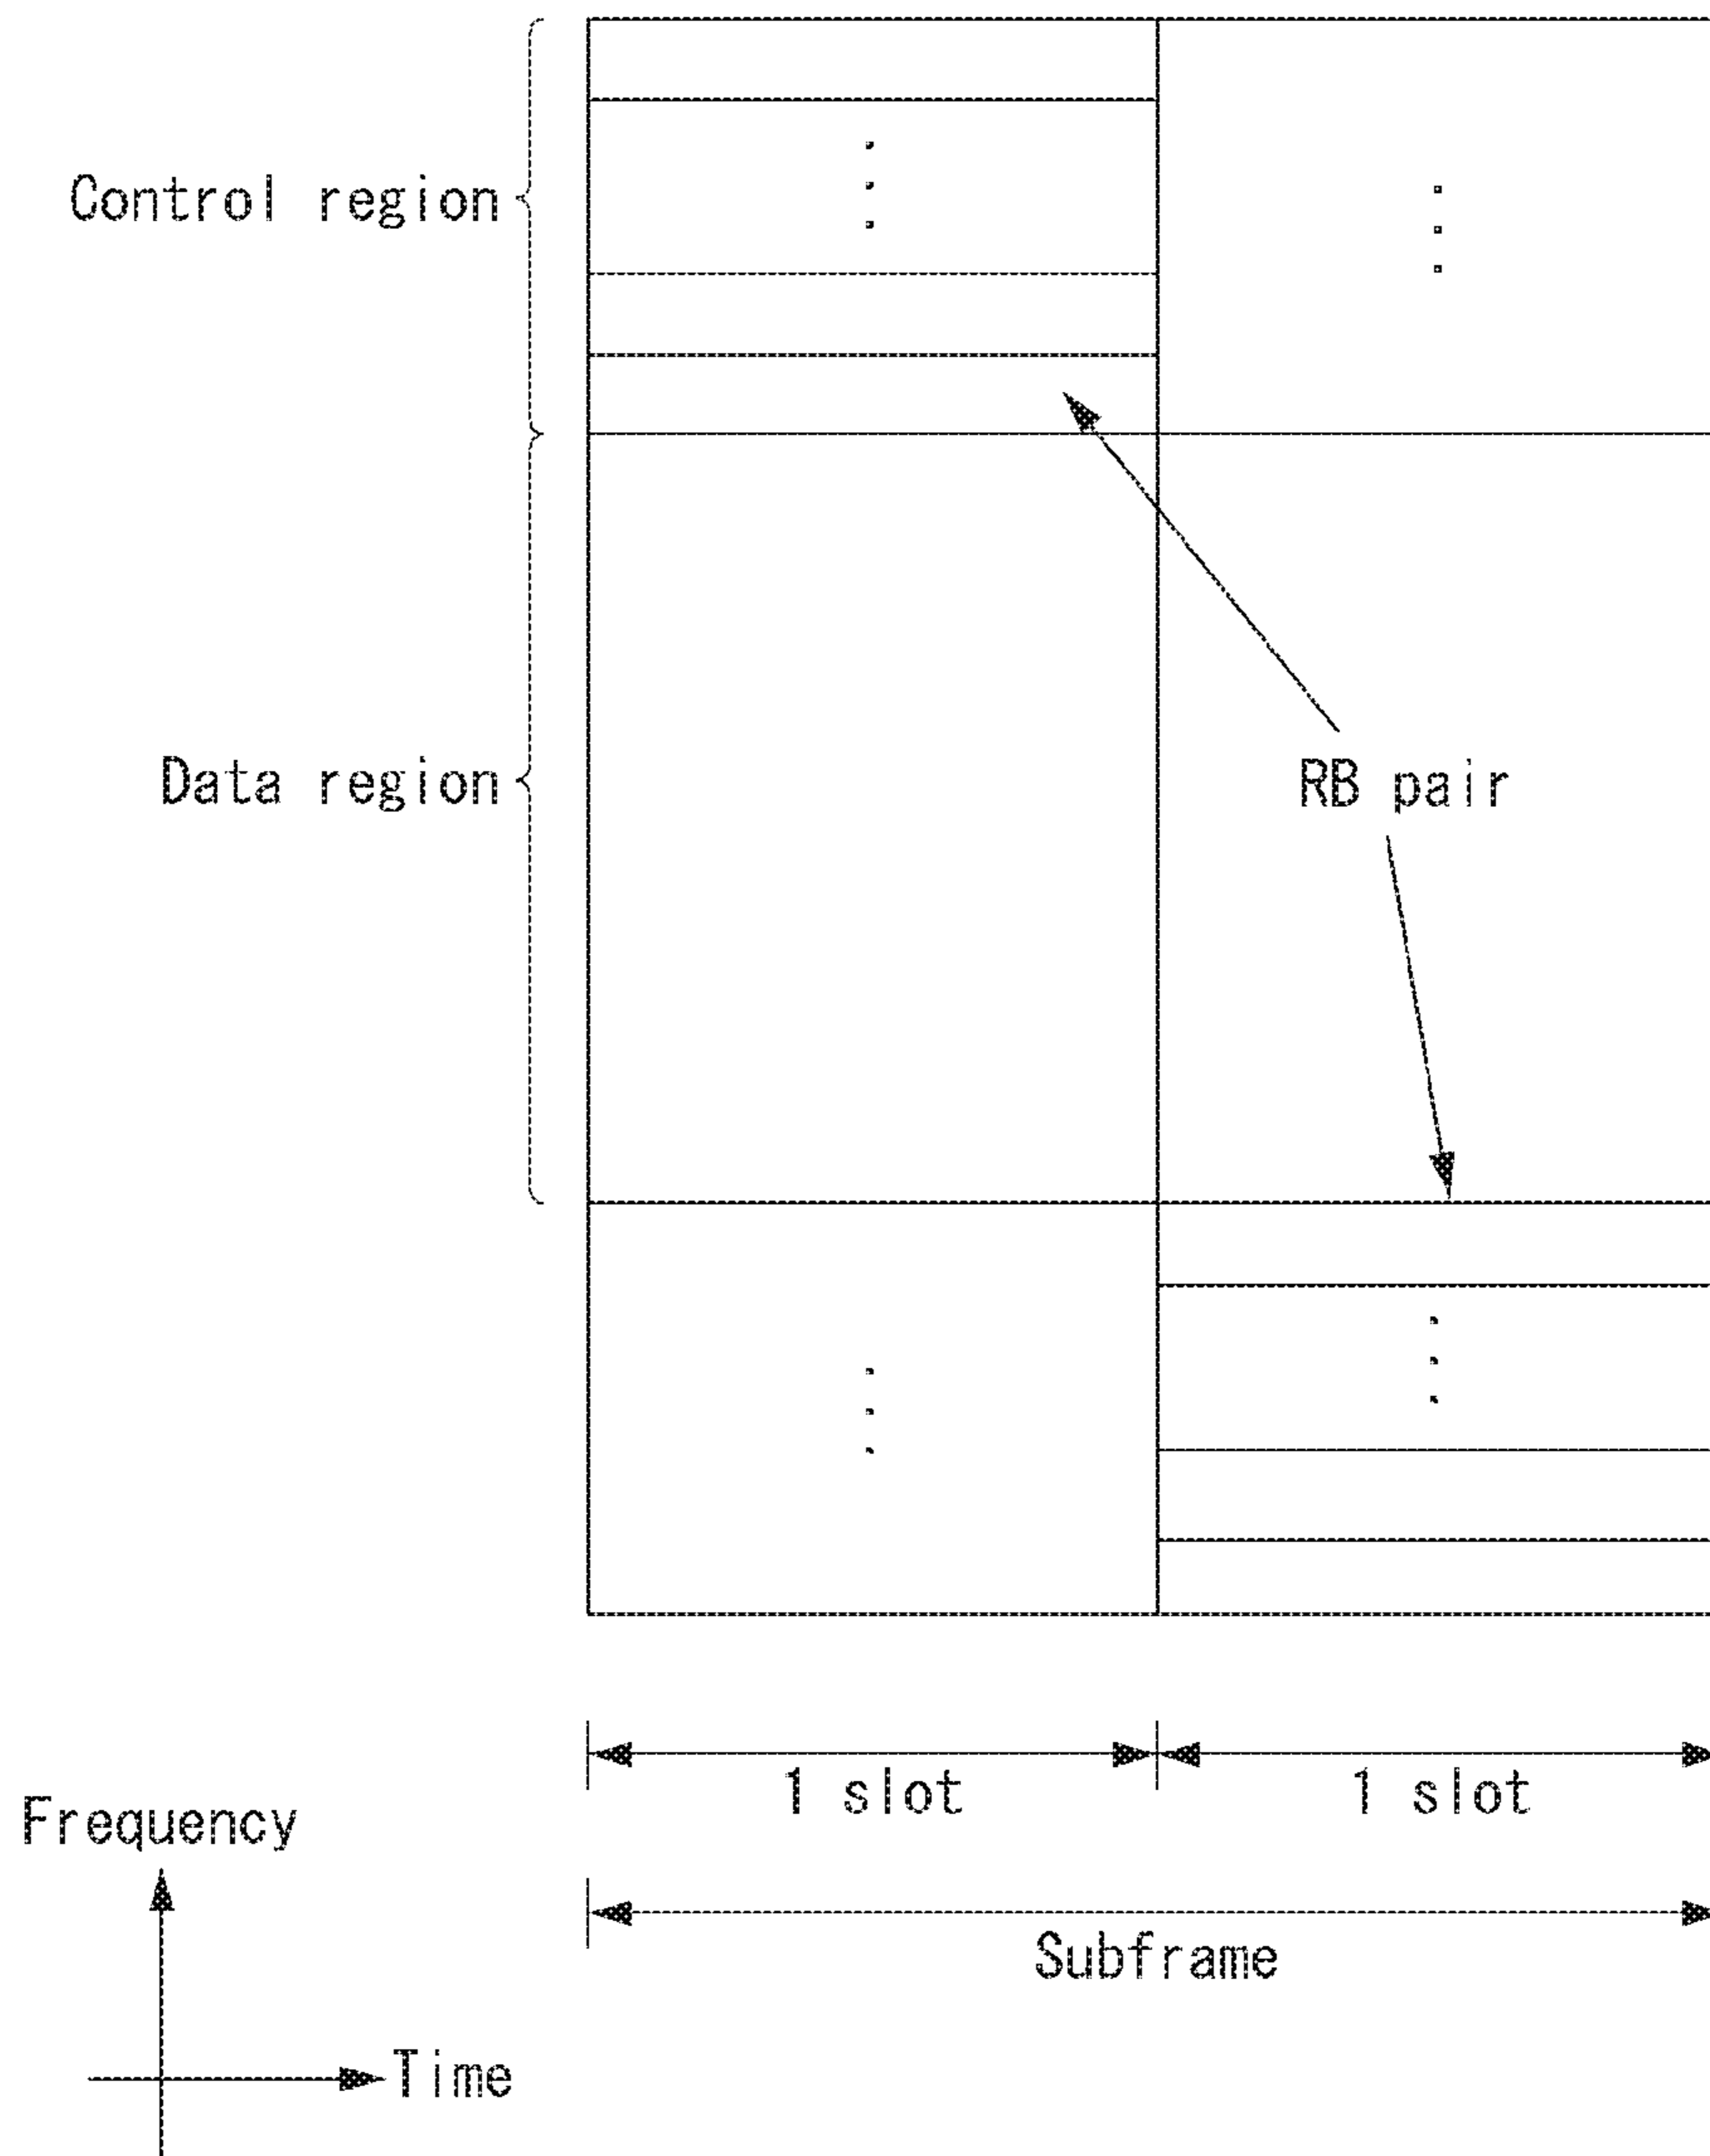 Control region
Data region
RB pair
1 slot
1 slot
Frequency
Subframe
Time